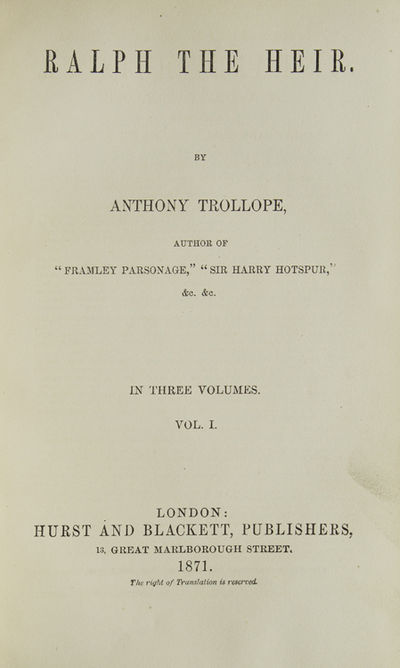 RALPH THE HEIR.
BY
ANTHONY TROLLOPE,
AUTHOR OF
"FRAMLEY PARSONAGE," "SIR HARRY HOTSPUR,"
&c. &c.
IN THREE VOLUMES.
VOL. I.
LONDON:
HURST AND BLACKETT, PUBLISHERS,
13, GREAT MARLBOROUGH STREET.
1871.
The right of Translation is reserved.